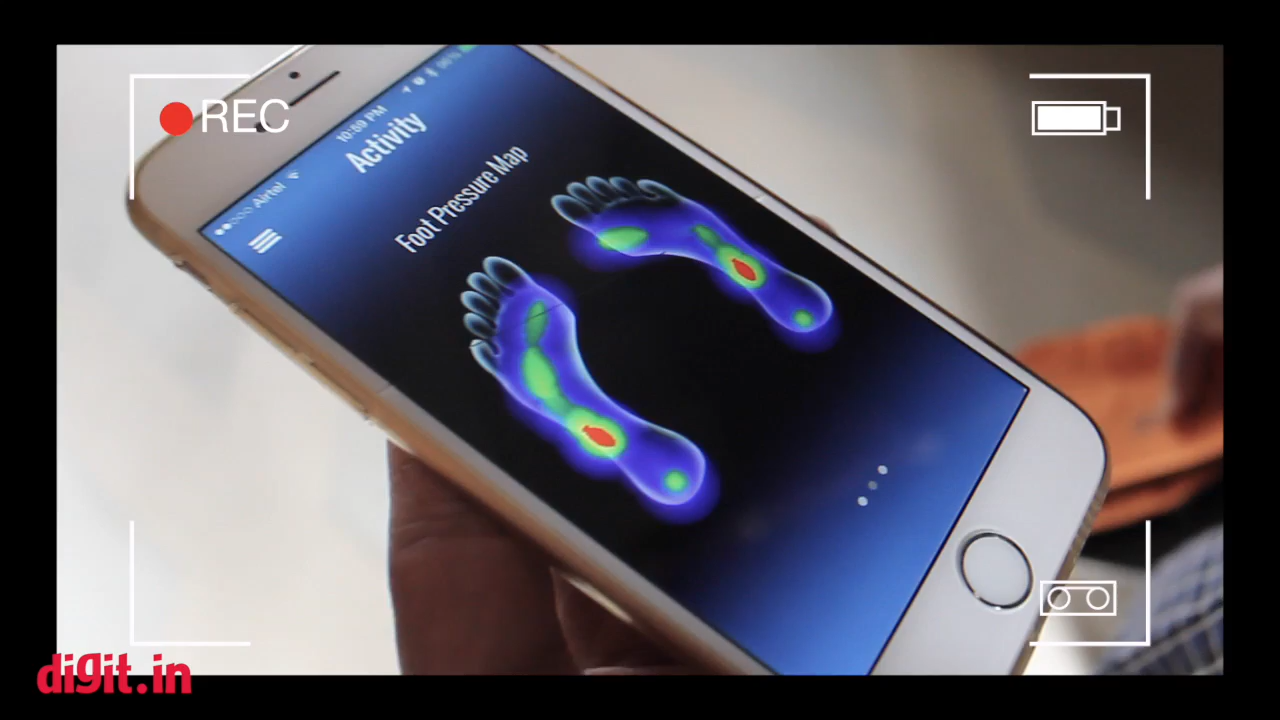 REC
Airtel
10:59 PM
Activity
Foot Pressure Map
digit.in